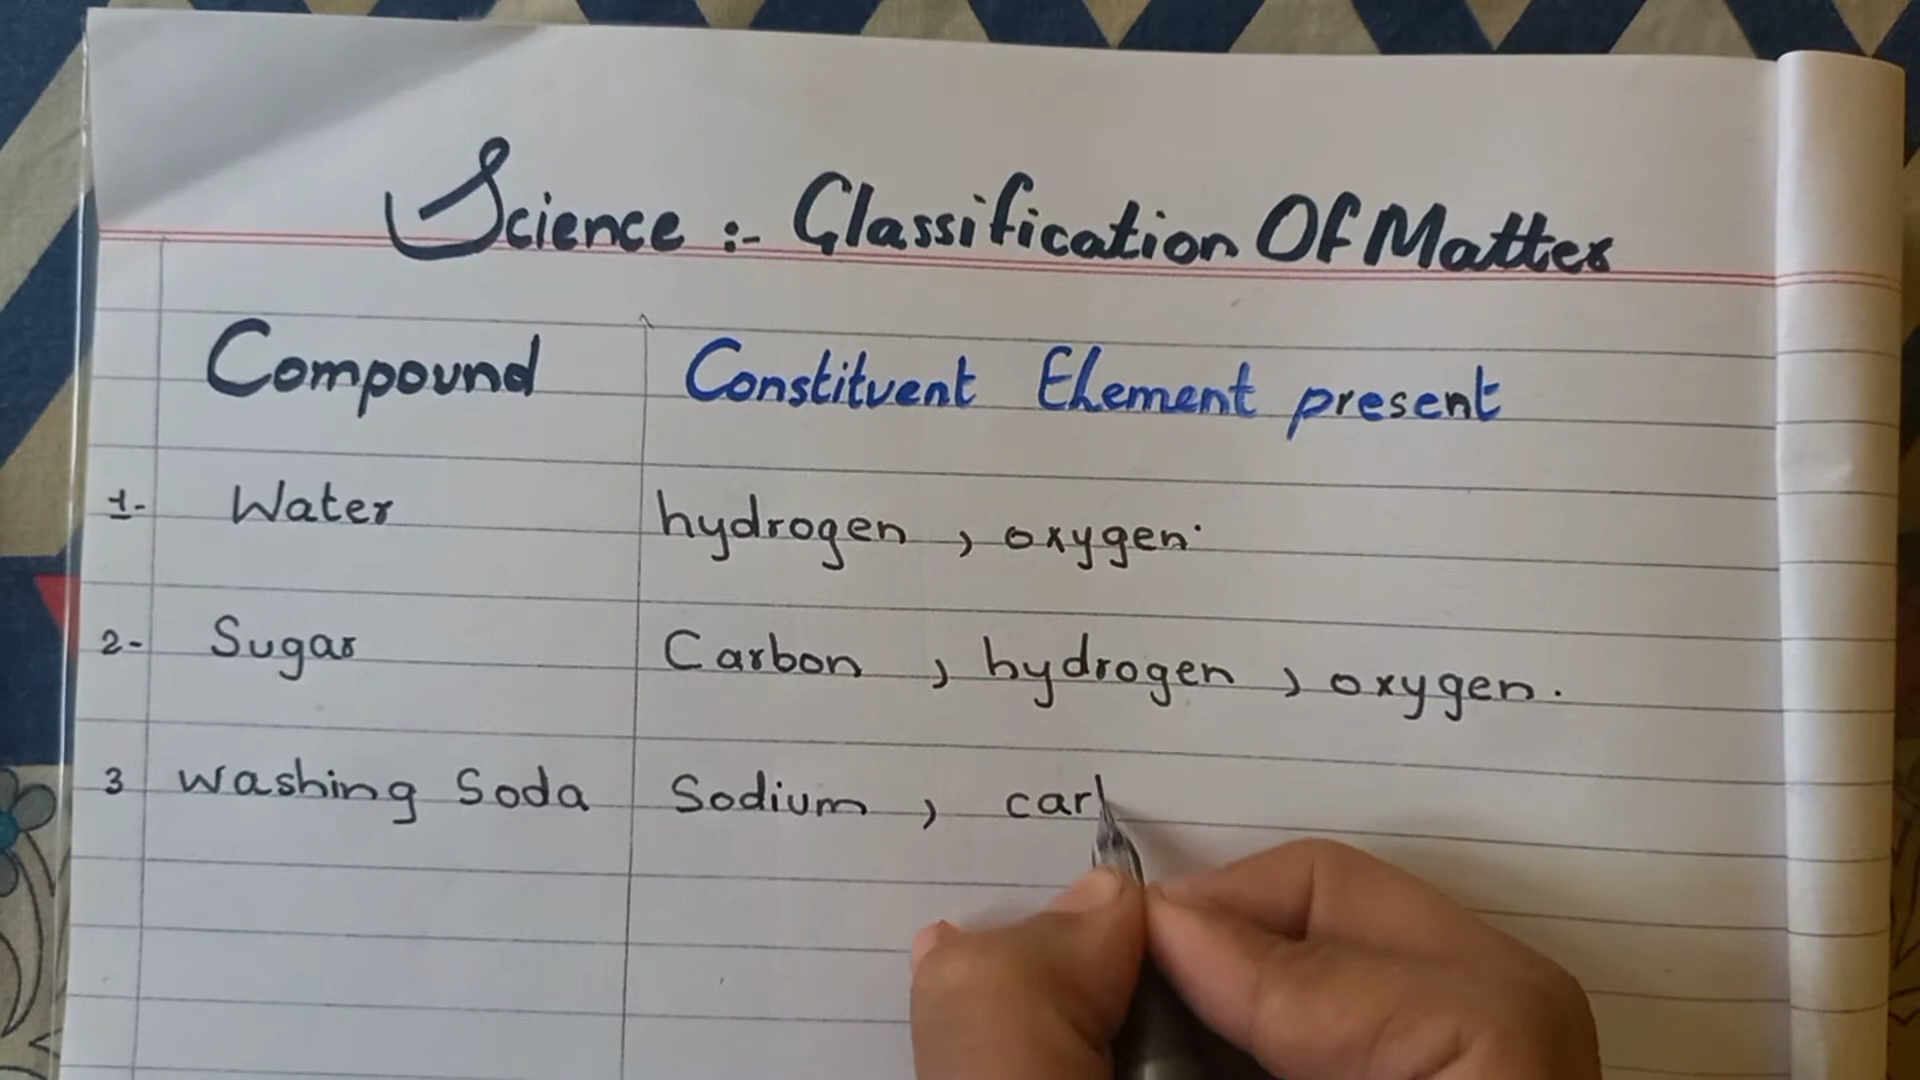 Science :- Classification Of Matter
Compound Constituent Element present
1- Water hydrogen , oxygen.
2- Sugar Carbon , hydrogen , oxygen.
3 Washing Soda Sodium , car